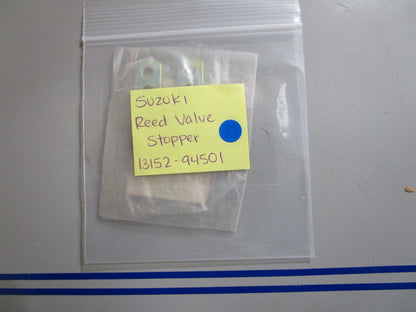 SUZUKI
Reed Valve
Stopper
13152-94501